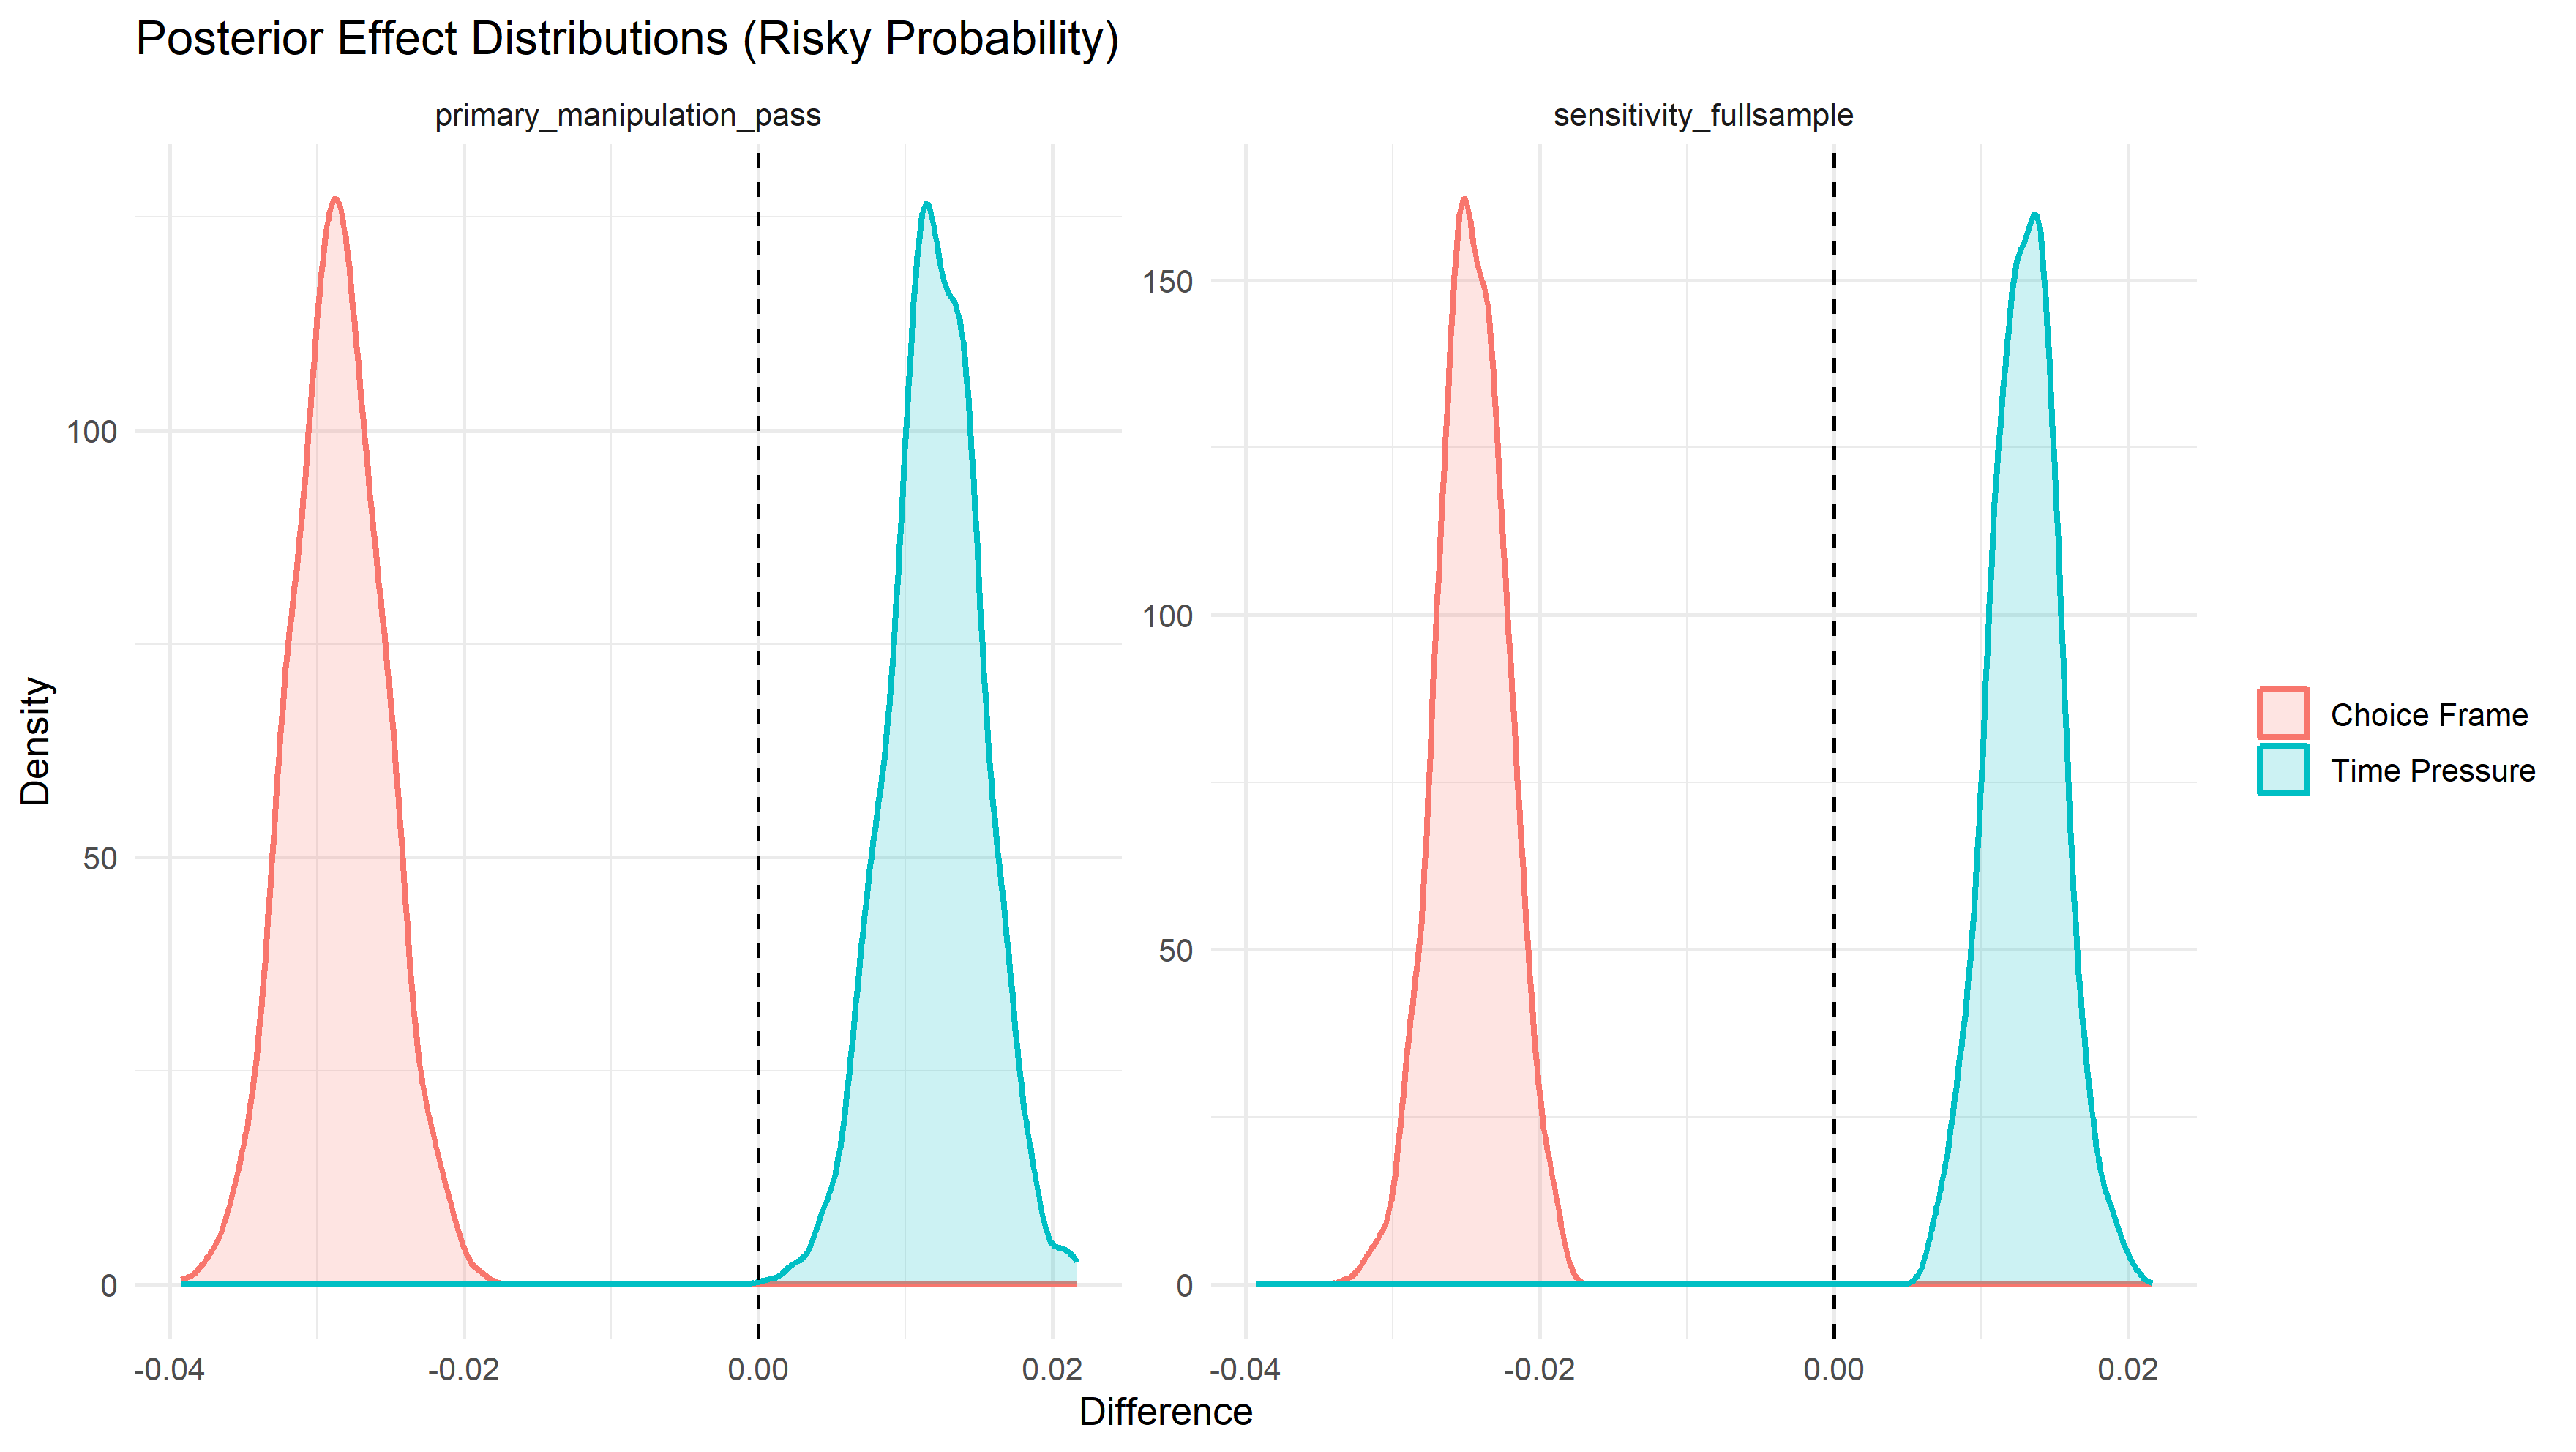 Posterior Effect Distributions (Risky Probability)
primary_manipulation_pass
sensitivity_fullsample
Density
100
50
0
150
100
50
0
-0.04
-0.02
0.00
0.02
-0.04
-0.02
0.00
0.02
Difference
Choice Frame
Time Pressure